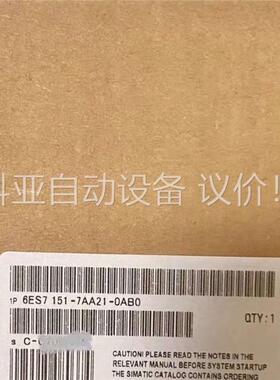 科亚自动设备 议价!
1P 6ES7 151-7AA21-0AB0
QTY:1
S C-
CAUTION! PLEASE READ THE NOTES IN THE
RELEVANT MANUAL BEFORE SYSTEM STARTUP
THE SIMATIC CATALOG CONTAINS ORDERING